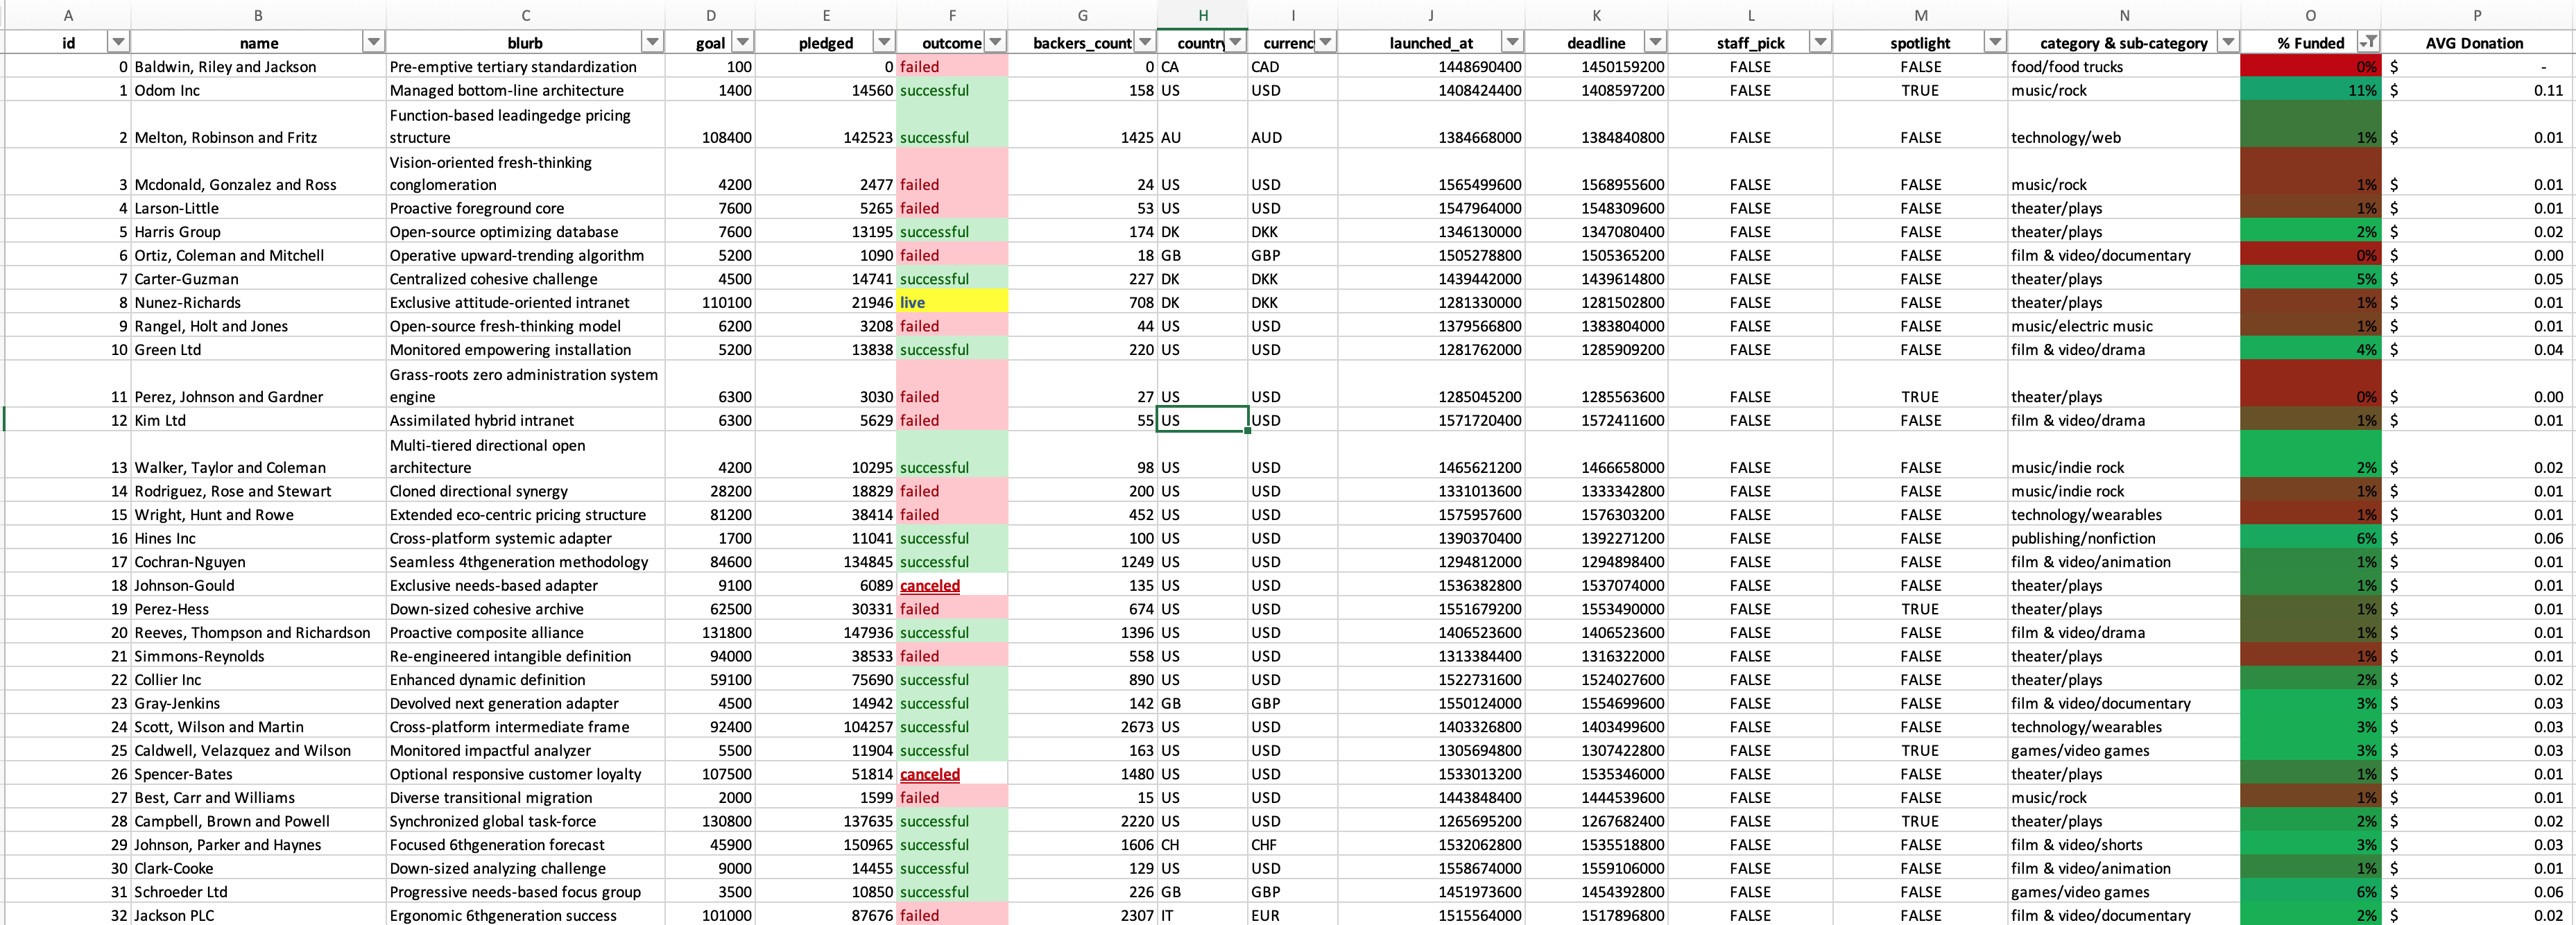 A B C D E F G H I J K L M N O P
id name blurb goal pledged outcome backers_count country currenc launched_at deadline staff_pick spotlight category & sub-category % Funded AVG Donation
0 Baldwin, Riley and Jackson Pre-emptive tertiary standardization 100 0 failed 0 CA CAD 1448690400 1450159200 FALSE FALSE food/food trucks 0% $ -
1 Odom Inc Managed bottom-line architecture 1400 14560 successful 158 US USD 1408424400 1408597200 FALSE TRUE music/rock 11% $ 0.11
Function-based leadingedge pricing
2 Melton, Robinson and Fritz structure 108400 142523 successful 1425 AU AUD 1384668000 1384840800 FALSE FALSE technology/web 1% $ 0.01
Vision-oriented fresh-thinking
3 Mcdonald, Gonzalez and Ross conglomeration 4200 2477 failed 24 US USD 1565499600 1568955600 FALSE FALSE music/rock 1% $ 0.01
4 Larson-Little Proactive foreground core 7600 5265 failed 53 US USD 1547964000 1548309600 FALSE FALSE theater/plays 1% $ 0.01
5 Harris Group Open-source optimizing database 7600 13195 successful 174 DK DKK 1346130000 1347080400 FALSE FALSE theater/plays 2% $ 0.02
6 Ortiz, Coleman and Mitchell Operative upward-trending algorithm 5200 1090 failed 18 GB GBP 1505278800 1505365200 FALSE FALSE film & video/documentary 0% $ 0.00
7 Carter-Guzman Centralized cohesive challenge 4500 14741 successful 227 DK DKK 1439442000 1439614800 FALSE FALSE theater/plays 5% $ 0.05
8 Nunez-Richards Exclusive attitude-oriented intranet 110100 21946 live 708 DK DKK 1281330000 1281502800 FALSE FALSE theater/plays 1% $ 0.01
9 Rangel, Holt and Jones Open-source fresh-thinking model 6200 3208 failed 44 US USD 1379566800 1383804000 FALSE FALSE music/electric music 1% $ 0.01
10 Green Ltd Monitored empowering installation 5200 13838 successful 220 US USD 1281762000 1285909200 FALSE FALSE film & video/drama 4% $ 0.04
Grass-roots zero administration system
11 Perez, Johnson and Gardner engine 6300 3030 failed 27 US USD 1285045200 1285563600 FALSE TRUE theater/plays 0% $ 0.00
12 Kim Ltd Assimilated hybrid intranet 6300 5629 failed 55 US USD 1571720400 1572411600 FALSE FALSE film & video/drama 1% $ 0.01
Multi-tiered directional open
13 Walker, Taylor and Coleman architecture 4200 10295 successful 98 US USD 1465621200 1466658000 FALSE FALSE music/indie rock 2% $ 0.02
14 Rodriguez, Rose and Stewart Cloned directional synergy 28200 18829 failed 200 US USD 1331013600 1333342800 FALSE FALSE music/indie rock 1% $ 0.01
15 Wright, Hunt and Rowe Extended eco-centric pricing structure 81200 38414 failed 452 US USD 1575957600 1576303200 FALSE FALSE technology/wearables 1% $ 0.01
16 Hines Inc Cross-platform systemic adapter 1700 11041 successful 100 US USD 1390370400 1392271200 FALSE FALSE publishing/nonfiction 6% $ 0.06
17 Cochran-Nguyen Seamless 4thgeneration methodology 84600 134845 successful 1249 US USD 1294812000 1294898400 FALSE FALSE film & video/animation 1% $ 0.01
18 Johnson-Gould Exclusive needs-based adapter 9100 6089 canceled 135 US USD 1536382800 1537074000 FALSE FALSE theater/plays 1% $ 0.01
19 Perez-Hess Down-sized cohesive archive 62500 30331 failed 674 US USD 1551679200 1553490000 FALSE TRUE theater/plays 1% $ 0.01
20 Reeves, Thompson and Richardson Proactive composite alliance 131800 147936 successful 1396 US USD 1406523600 1406523600 FALSE FALSE film & video/drama 1% $ 0.01
21 Simmons-Reynolds Re-engineered intangible definition 94000 38533 failed 558 US USD 1313384400 1316322000 FALSE FALSE theater/plays 1% $ 0.01
22 Collier Inc Enhanced dynamic definition 59100 75690 successful 890 US USD 1522731600 1524027600 FALSE FALSE theater/plays 2% $ 0.02
23 Gray-Jenkins Devolved next generation adapter 4500 14942 successful 142 GB GBP 1550124000 1554699600 FALSE FALSE film & video/documentary 3% $ 0.03
24 Scott, Wilson and Martin Cross-platform intermediate frame 92400 104257 successful 2673 US USD 1403326800 1403499600 FALSE FALSE technology/wearables 3% $ 0.03
25 Caldwell, Velazquez and Wilson Monitored impactful analyzer 5500 11904 successful 163 US USD 1305694800 1307422800 FALSE TRUE games/video games 3% $ 0.03
26 Spencer-Bates Optional responsive customer loyalty 107500 51814 canceled 1480 US USD 1533013200 1535346000 FALSE FALSE theater/plays 1% $ 0.01
27 Best, Carr and Williams Diverse transitional migration 2000 1599 failed 15 US USD 1443848400 1444539600 FALSE FALSE music/rock 1% $ 0.01
28 Campbell, Brown and Powell Synchronized global task-force 130800 137635 successful 2220 US USD 1265695200 1267682400 FALSE TRUE theater/plays 2% $ 0.02
29 Johnson, Parker and Haynes Focused 6thgeneration forecast 45900 150965 successful 1606 CH CHF 1532062800 1535518800 FALSE FALSE film & video/shorts 3% $ 0.03
30 Clark-Cooke Down-sized analyzing challenge 9000 14455 successful 129 US USD 1558674000 1559106000 FALSE FALSE film & video/animation 1% $ 0.01
31 Schroeder Ltd Progressive needs-based focus group 3500 10850 successful 226 GB GBP 1451973600 1454392800 FALSE FALSE games/video games 6% $ 0.06
32 Jackson PLC Ergonomic 6thgeneration success 101000 87676 failed 2307 IT EUR 1515564000 1517896800 FALSE FALSE film & video/documentary 2% $ 0.02